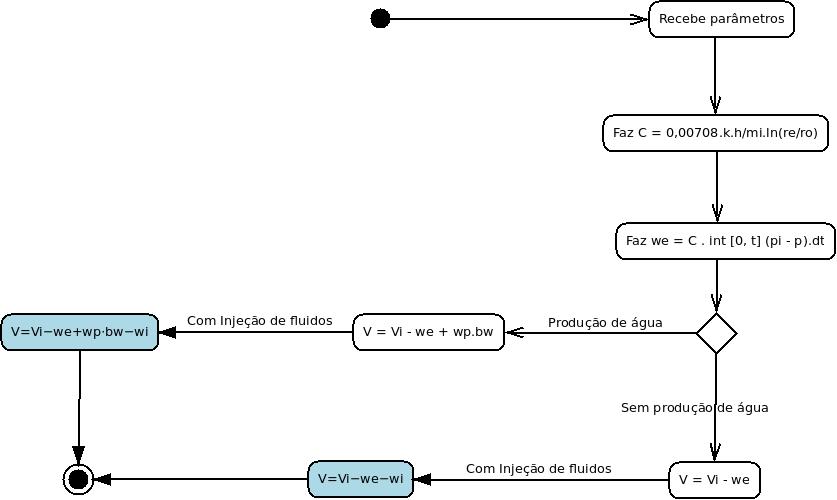 Recebe parâmetros
Faz C = 0,00708.k.h/mi.ln(re/ro)
Faz we = C . int [0, t] (pi - p).dt
Produção de água
Com Injeção de fluidos
V = Vi - we + wp.bw
V=Vi−we+wp·bw−wi
Sem produção de água
Com Injeção de fluidos
V = Vi - we
V=Vi−we−wi